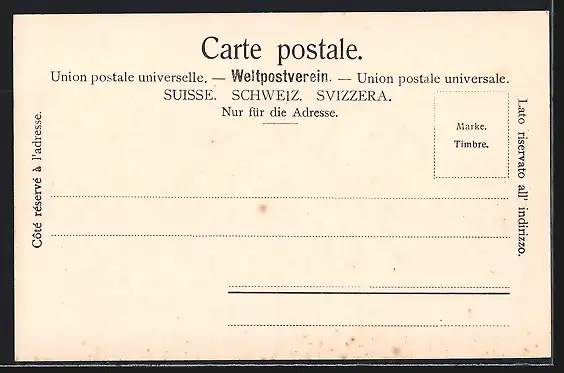 Carte postale.
Union postale universelle. — Weltpostverein. — Union postale universale.
SUISSE. SCHWEIZ. SVIZZERA.
Nur für die Adresse.
Marke.
Timbre.
Côté réservé à l'adresse.
Lato riservato all' indirizzo.